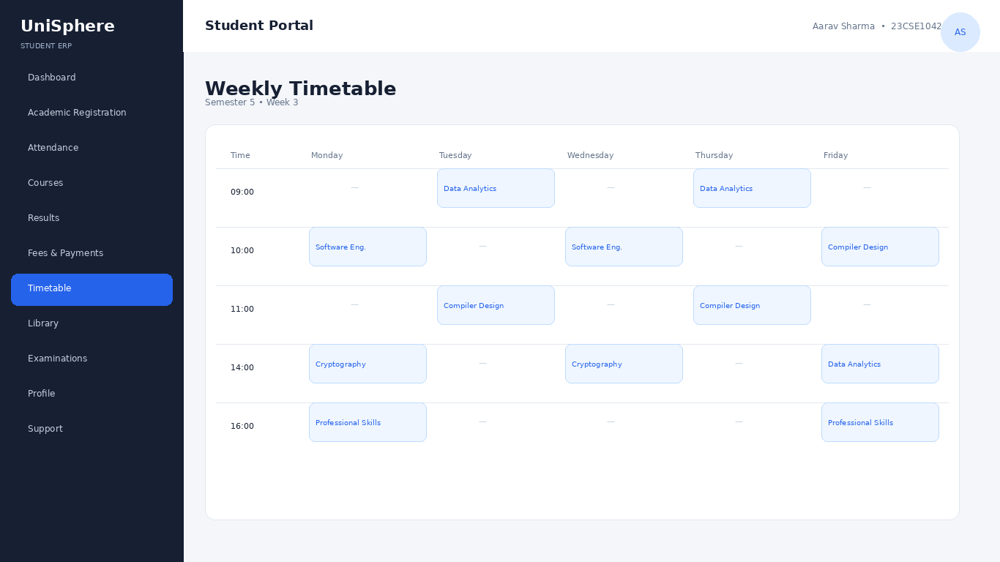 UniSphere
STUDENT ERP
Dashboard
Academic Registration
Attendance
Courses
Results
Fees & Payments
Timetable
Library
Examinations
Profile
Support
Student Portal
Aarav Sharma • 23CSE1042
AS
Weekly Timetable
Semester 5 • Week 3
Time Monday Tuesday Wednesday Thursday Friday
09:00 — Data Analytics — Data Analytics —
10:00 Software Eng. — Software Eng. — Compiler Design
11:00 — Compiler Design — Compiler Design —
14:00 Cryptography — Cryptography — Data Analytics
16:00 Professional Skills — — — Professional Skills